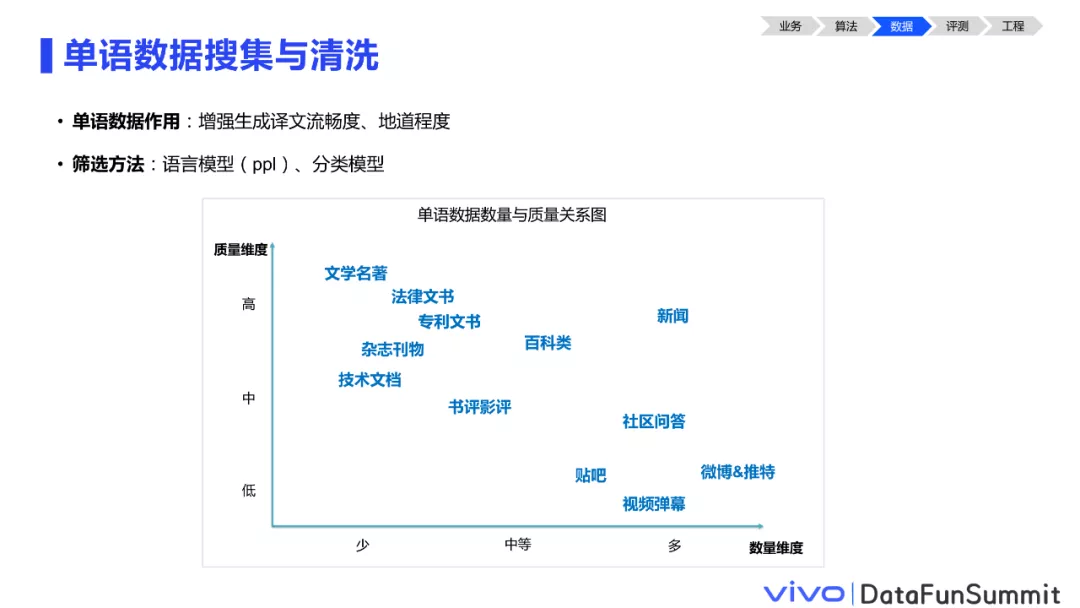 业务 算法 数据 评测 工程
单语数据搜集与清洗
• 单语数据作用：增强生成译文流畅度、地道程度
• 筛选方法：语言模型（ppl）、分类模型
单语数据数量与质量关系图
质量维度
文学名著
法律文书
高
新闻
专利文书
百科类
杂志刊物
技术文档
中
书评影评
社区问答
微博&推特
贴吧
低
视频弹幕
少 中等 多 数量维度
vivo DataFunSummit